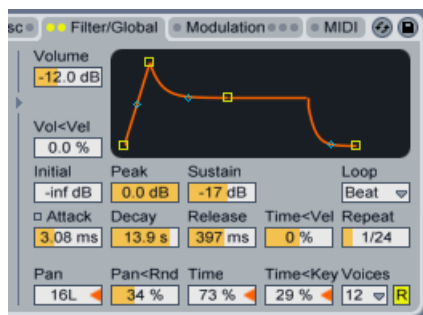 sc Filter/Global Modulation MIDI
Volume
-12.0 dB
Vol<Vel
0.0 %
Initial Peak Sustain Loop
-inf dB 0.0 dB -17 dB Beat
Attack Decay Release Time<Vel Repeat
3.08 ms 13.9 s 397 ms 0 % 1/24
Pan Pan<Rnd Time Time<Key Voices
16L 34 % 73 % 29 % 12 R